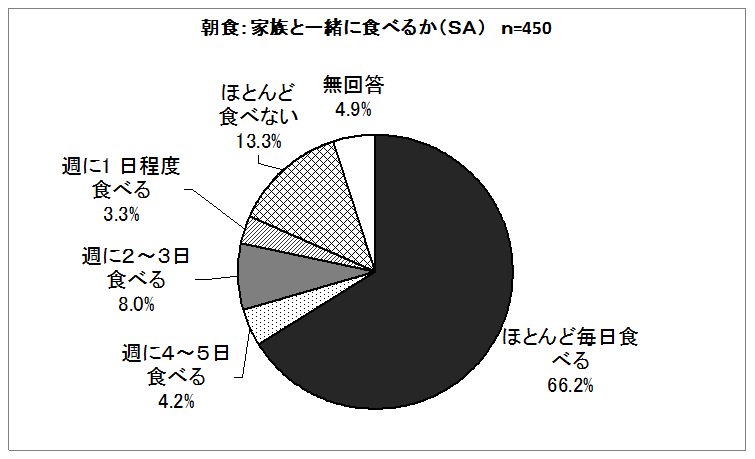 朝食：家族と一緒に食べるか（ＳＡ）　n=450
無回答
4.9%
ほとんど
食べない
13.3%
週に1 日程度
食べる
3.3%
週に２～３日
食べる
8.0%
週に４～５日
食べる
4.2%
ほとんど毎日食
べる
66.2%